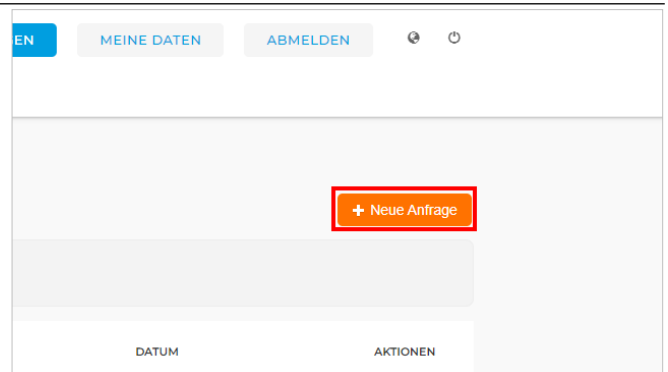 EN MEINE DATEN ABMELDEN
+ Neue Anfrage
DATUM AKTIONEN